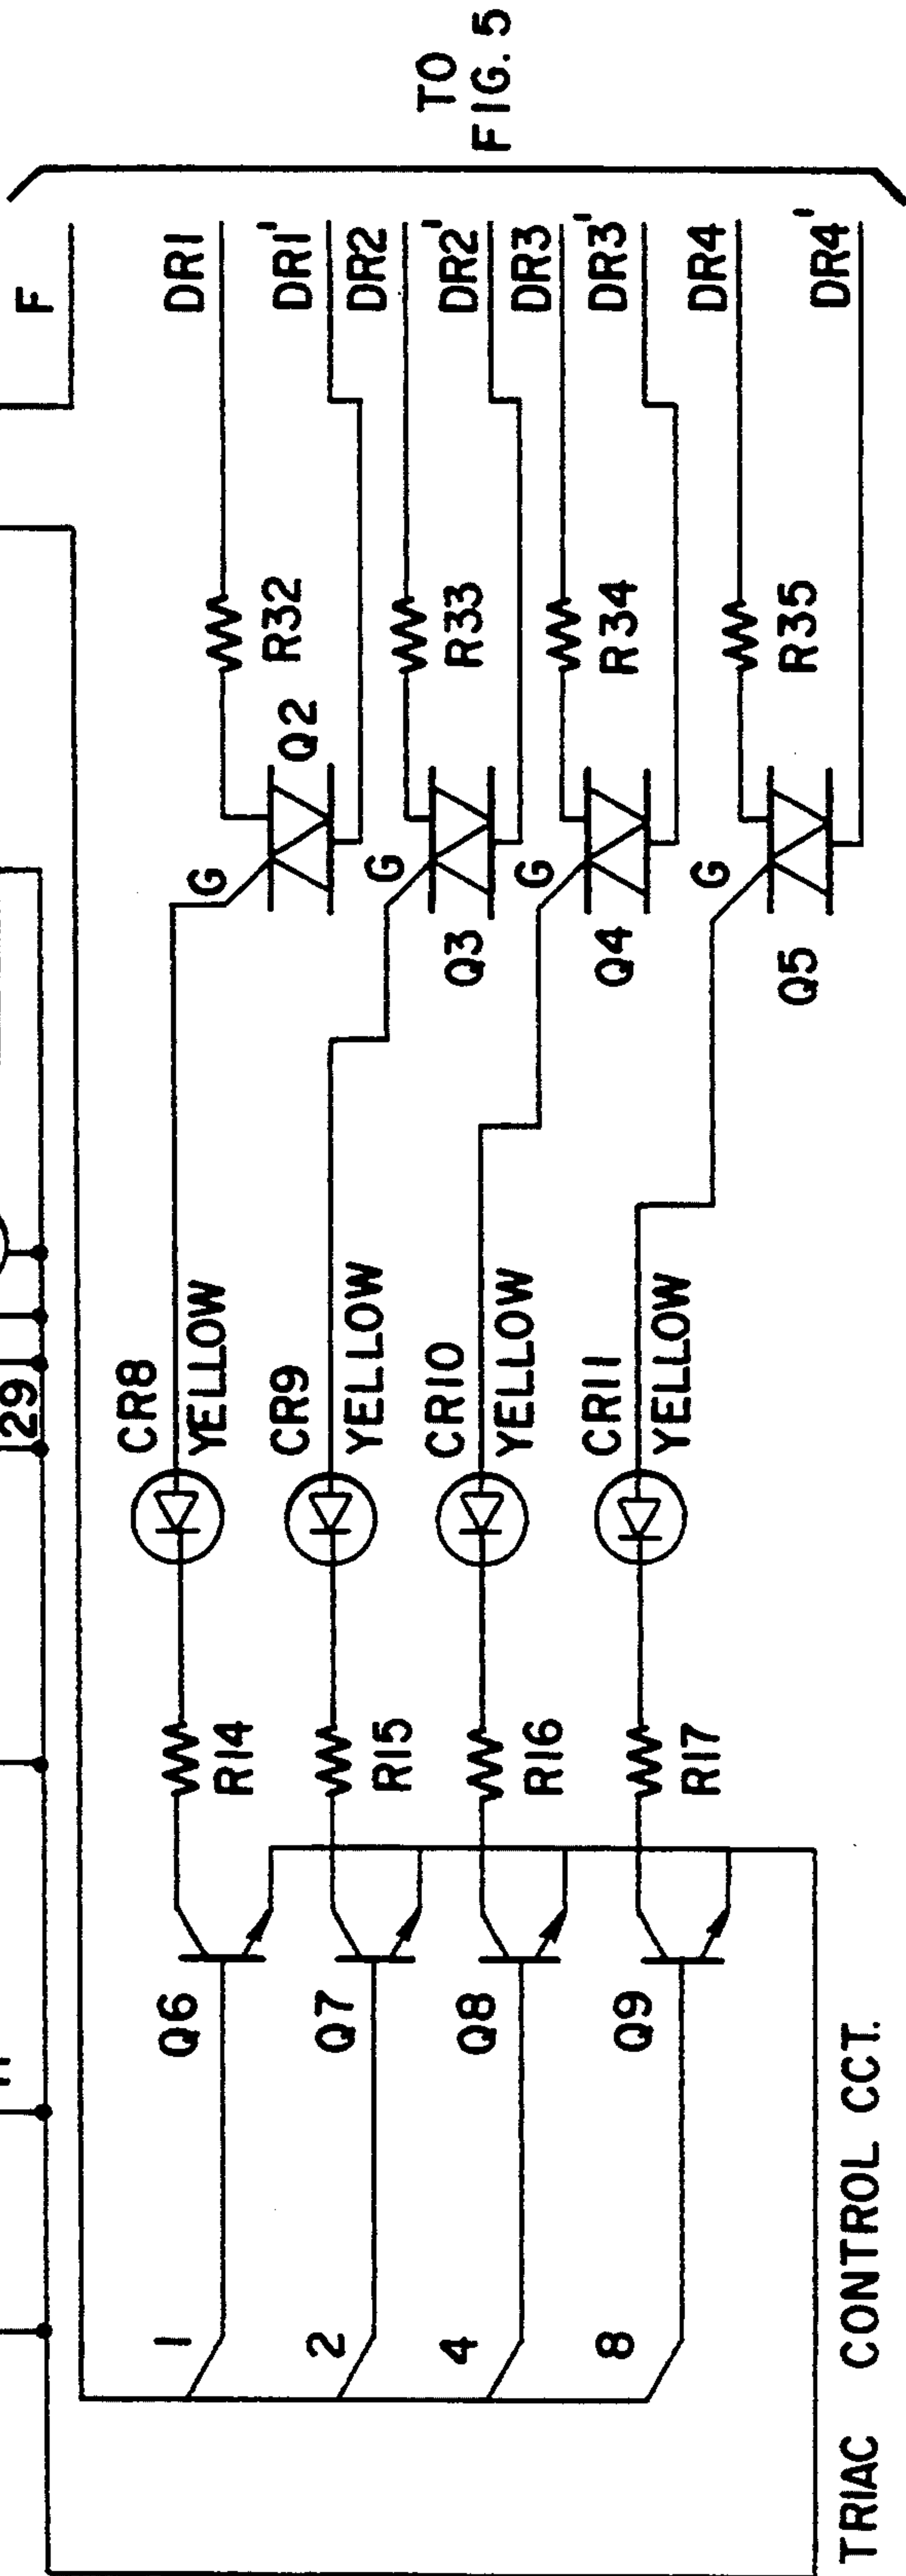 29
F
TO
FIG. 5
CR8
YELLOW
G
Q2
R32
DR1
DR1'
R14
Q6
1
CR9
YELLOW
G
Q3
R33
DR2
DR2'
R15
Q7
2
CR10
YELLOW
G
Q4
R34
DR3
DR3'
R16
Q8
4
CR11
YELLOW
G
Q5
R35
DR4
DR4'
R17
Q9
8
TRIAC CONTROL CCT.